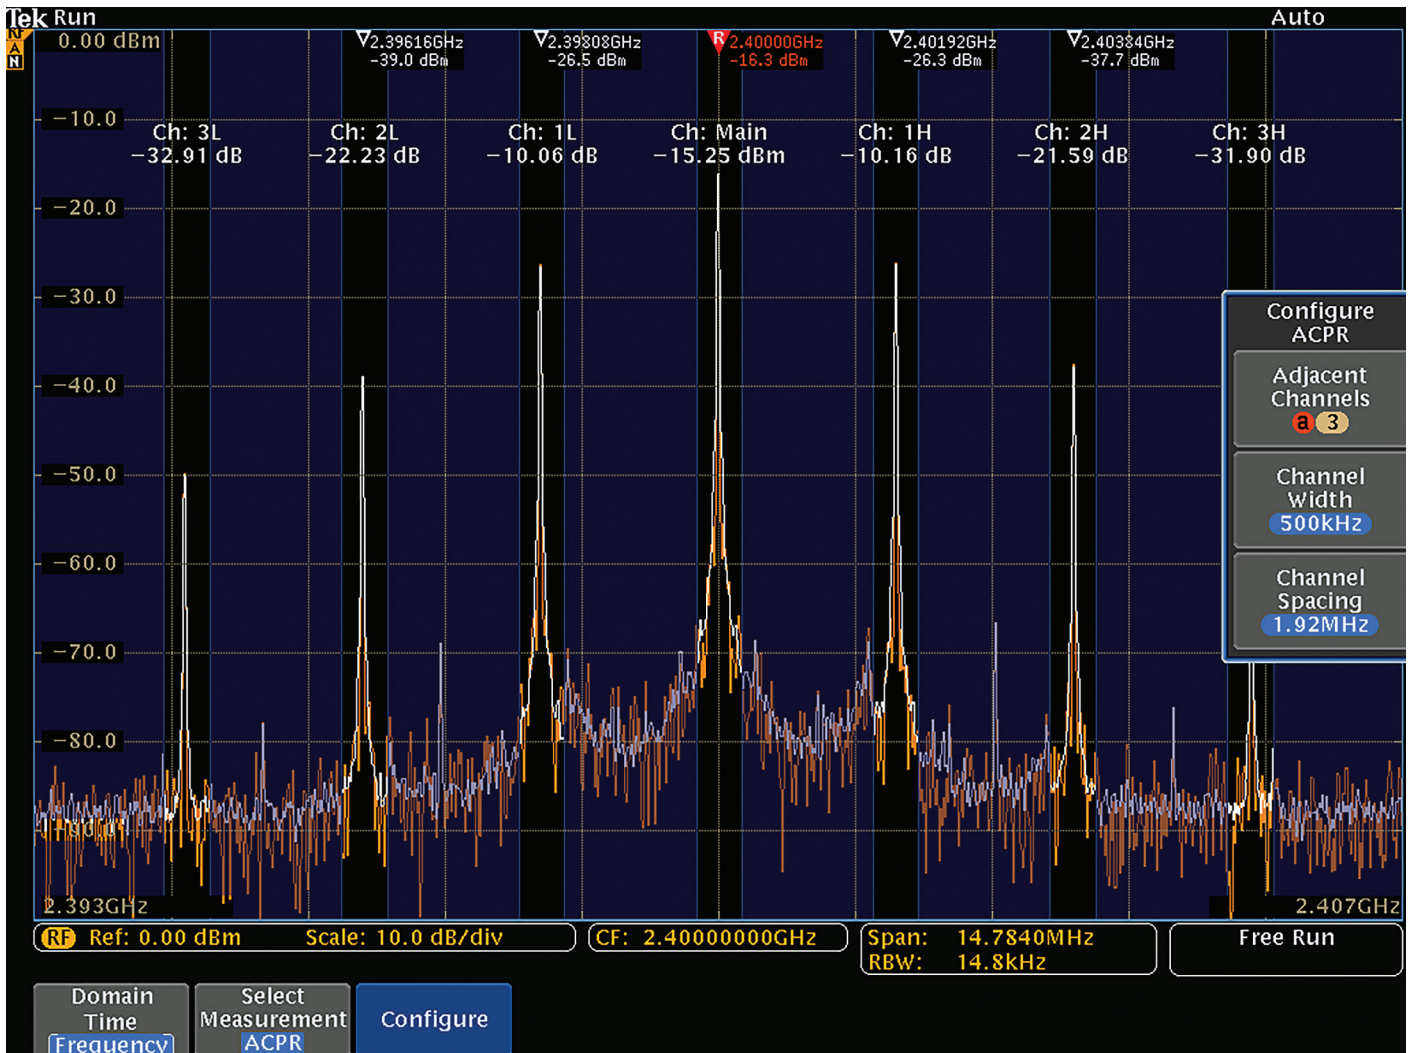 Tek Run
Auto
RF
A
N
0.00 dBm
2.39616GHz
-39.0 dBm
2.39808GHz
-26.5 dBm
R
2.40000GHz
-16.3 dBm
2.40192GHz
-26.3 dBm
2.40384GHz
-37.7 dBm
-10.0
Ch: 3L
-32.91 dB
Ch: 2L
-22.23 dB
Ch: 1L
-10.06 dB
Ch: Main
-15.25 dBm
Ch: 1H
-10.16 dB
Ch: 2H
-21.59 dB
Ch: 3H
-31.90 dB
-20.0
-30.0
-40.0
-50.0
-60.0
-70.0
-80.0
-90.0
Configure
ACPR
Adjacent
Channels
a 3
Channel
Width
500kHz
Channel
Spacing
1.92MHz
2.393GHz
2.407GHz
RF Ref: 0.00 dBm Scale: 10.0 dB/div
CF: 2.40000000GHz
Span: 14.7840MHz
RBW: 14.8kHz
Free Run
Domain
Time
Frequency
Select
Measurement
ACPR
Configure